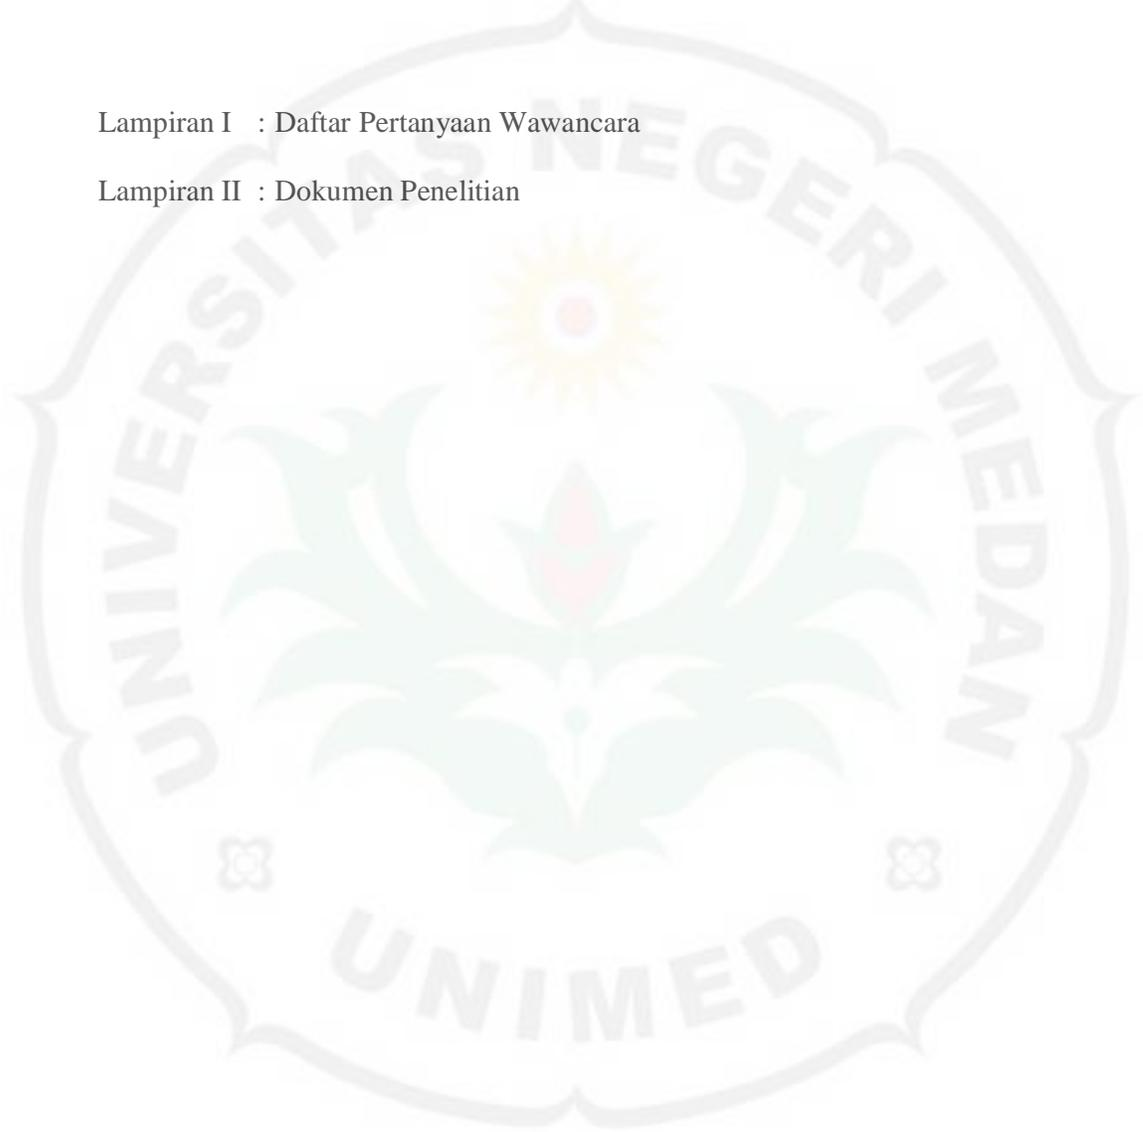 Lampiran I : Daftar Pertanyaan Wawancara
Lampiran II : Dokumen Penelitian
UNIVERSITAS NEGERI MEDAN
UNIMED